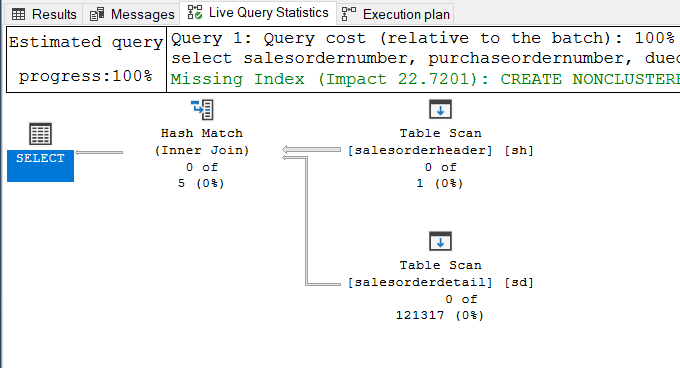 Results Messages Live Query Statistics Execution plan
Estimated query progress:100%
Query 1: Query cost (relative to the batch): 100%
select salesordernumber, purchaseordernumber, dued
Missing Index (Impact 22.7201): CREATE NONCLUSTERE
SELECT
Hash Match
(Inner Join)
0 of
5 (0%)
Table Scan
[salesorderheader] [sh]
0 of
1 (0%)
Table Scan
[salesorderdetail] [sd]
0 of
121317 (0%)